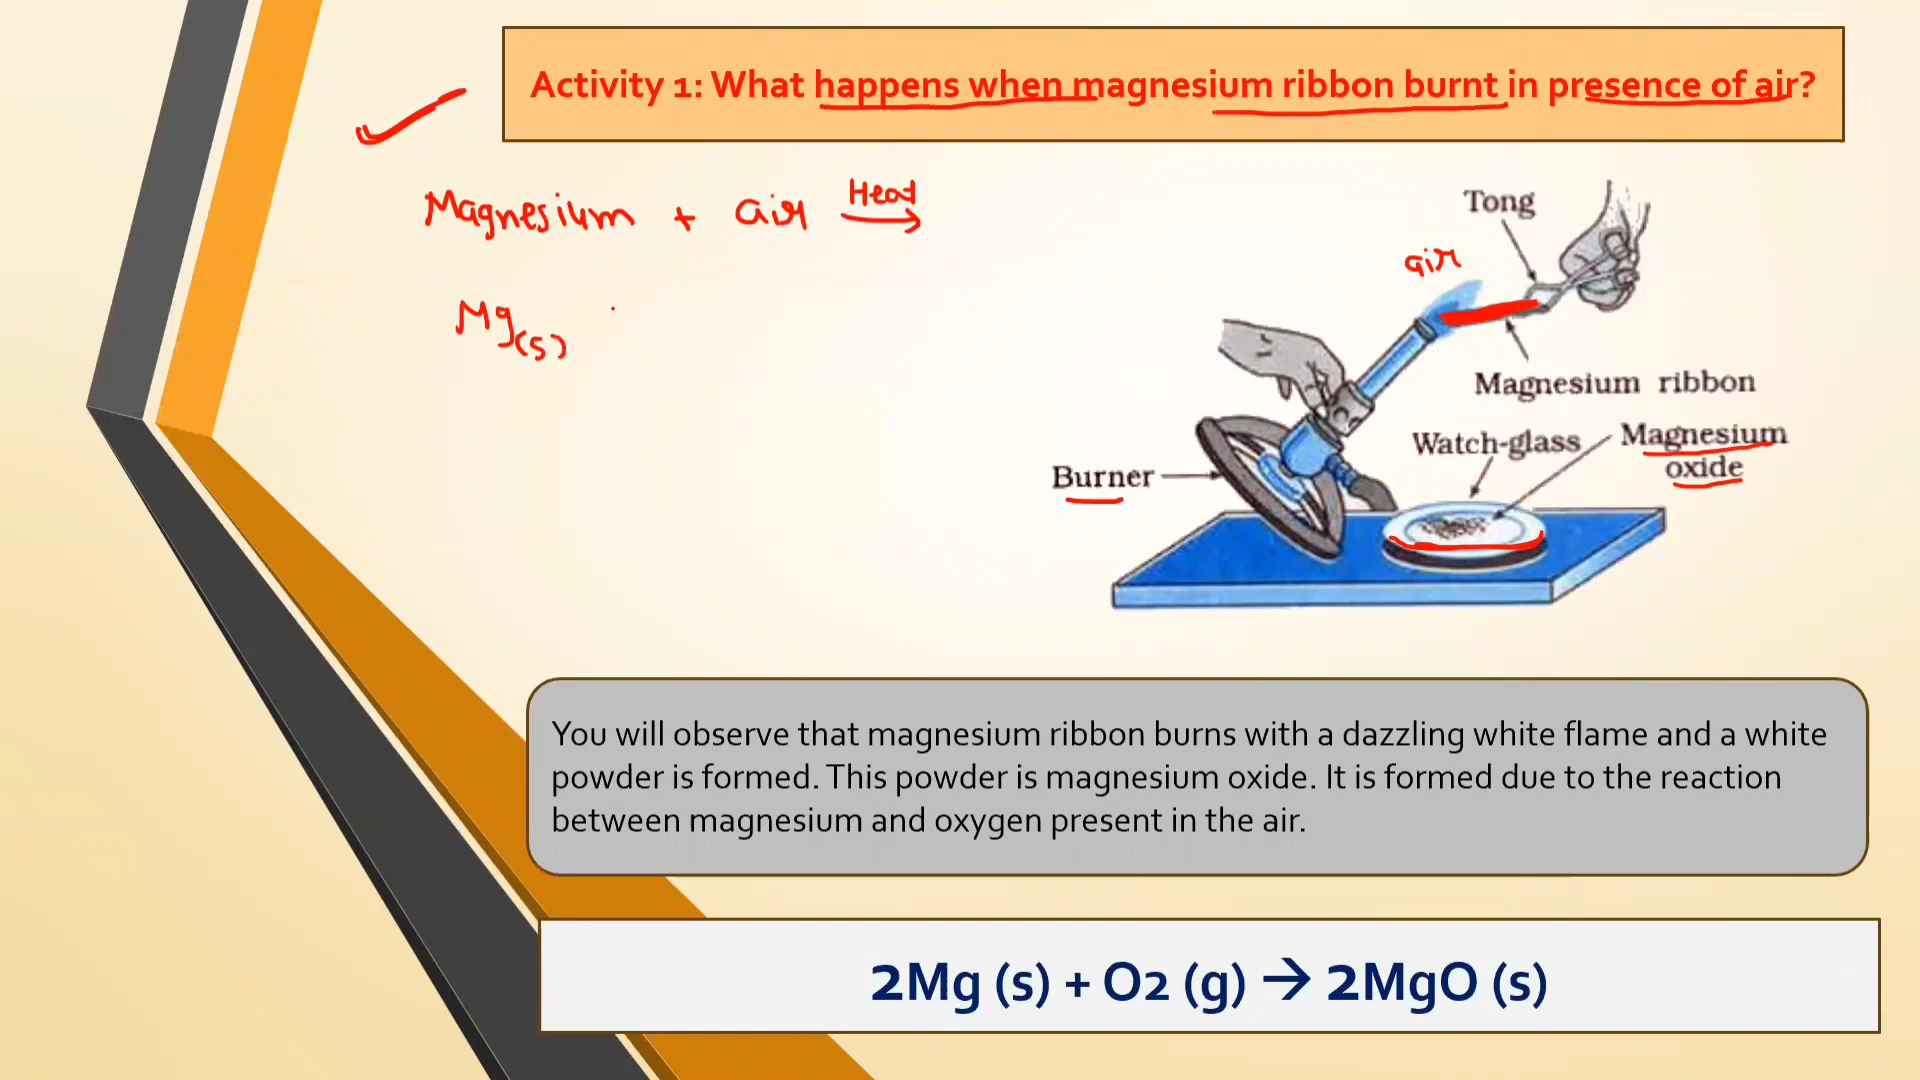 Activity 1: What happens when magnesium ribbon burnt in presence of air?
Magnesium + air Heat →
Mg(s)
Tong
air
Magnesium ribbon
Watch-glass
Magnesium
oxide
Burner
You will observe that magnesium ribbon burns with a dazzling white flame and a white
powder is formed. This powder is magnesium oxide. It is formed due to the reaction
between magnesium and oxygen present in the air.
2Mg (s) + O2 (g) → 2MgO (s)